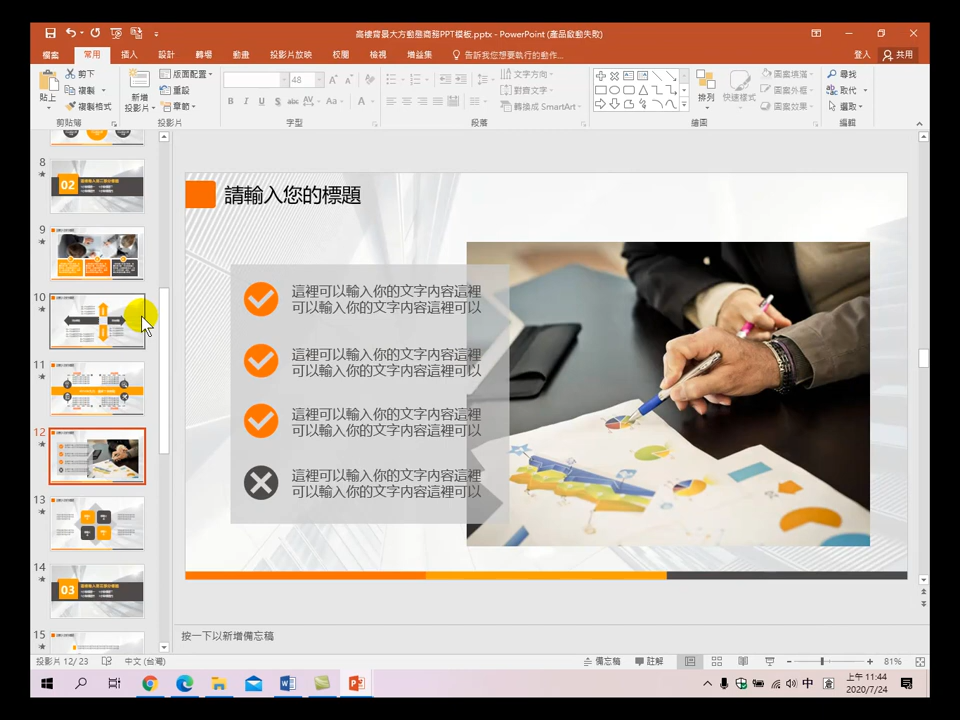 高樓背景大方動態商務PPT模板.pptx - PowerPoint (產品啟動失敗)
檔案 常用 插入 設計 轉場 動畫 投影片放映 校閱 檢視 增益集 告訴我您想要執行的動作... 登入 共用
貼上 剪下 複製 複製格式
新增投影片 版面配置 重設 章節
48
B I U S abc AV Aa A
文字方向 對齊文字 轉換成 SmartArt
排列 快速樣式 圖案填滿 圖案外框 圖案效果
尋找 取代 選取
剪貼簿 投影片 字型 段落 繪圖 編輯
8
02
9
10
11
12
13
14
03
15
請輸入您的標題
這裡可以輸入你的文字內容這裡
可以輸入你的文字內容這裡可以
這裡可以輸入你的文字內容這裡
可以輸入你的文字內容這裡可以
這裡可以輸入你的文字內容這裡
可以輸入你的文字內容這裡可以
這裡可以輸入你的文字內容這裡
可以輸入你的文字內容這裡可以
按一下以新增備忘稿
投影片 12/ 23 中文 (台灣) 備忘稿 註解 81%
中 上午 11:44
2020/7/24